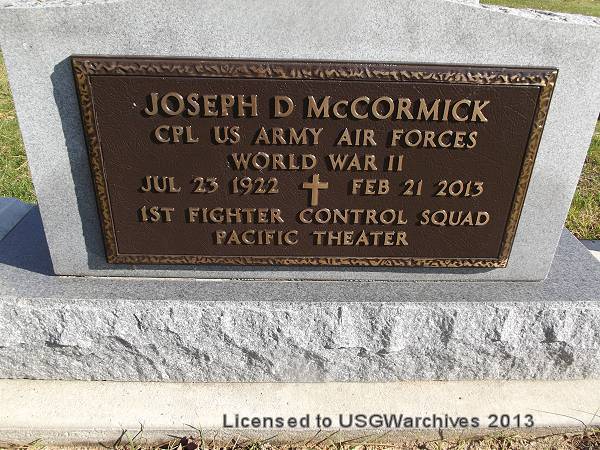 JOSEPH D McCORMICK
CPL US ARMY AIR FORCES
WORLD WAR II
JUL 23 1922 FEB 21 2013
1ST FIGHTER CONTROL SQUAD
PACIFIC THEATER
Licensed to USGWarchives 2013